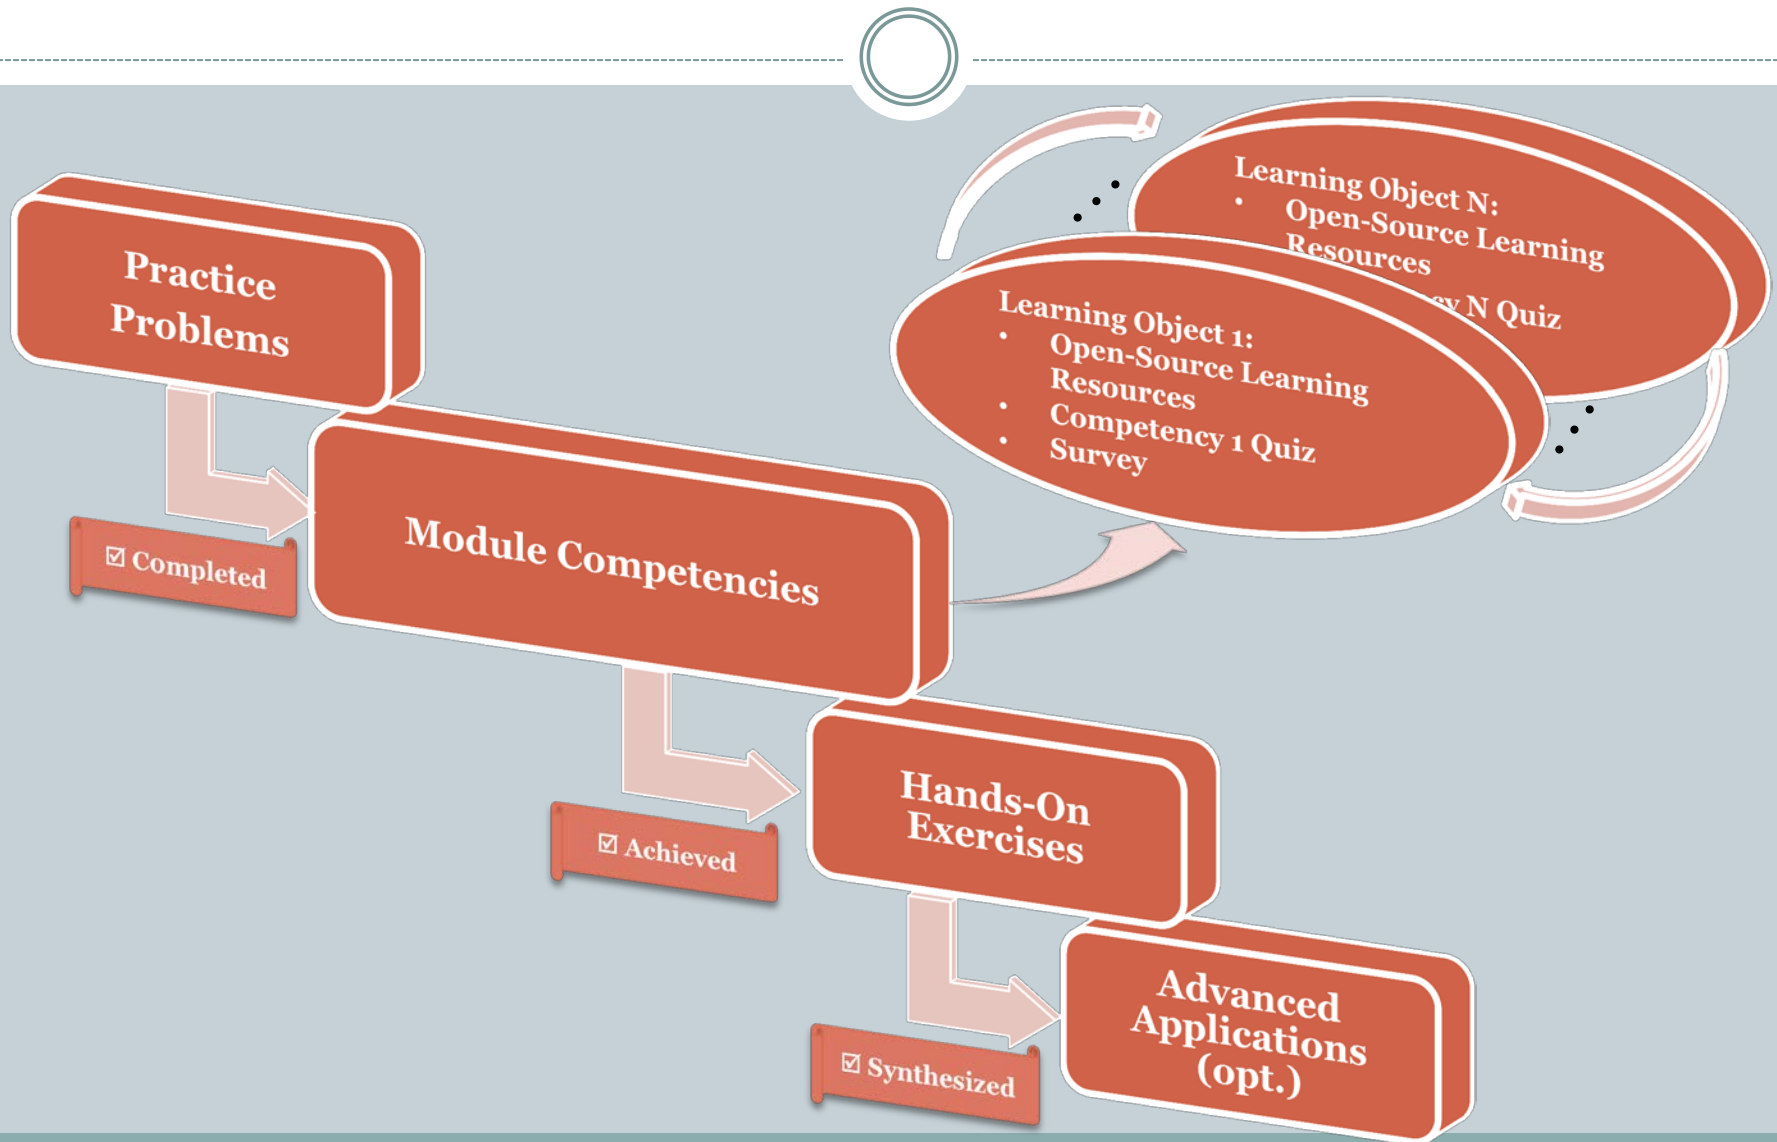 Practice
Problems
☑ Completed
Module Competencies
☑ Achieved
Hands-On
Exercises
☑ Synthesized
Advanced
Applications
(opt.)
Learning Object 1:
• Open-Source Learning
Resources
• Competency 1 Quiz
• Survey
Learning Object N:
• Open-Source Learning
Resources
N Quiz